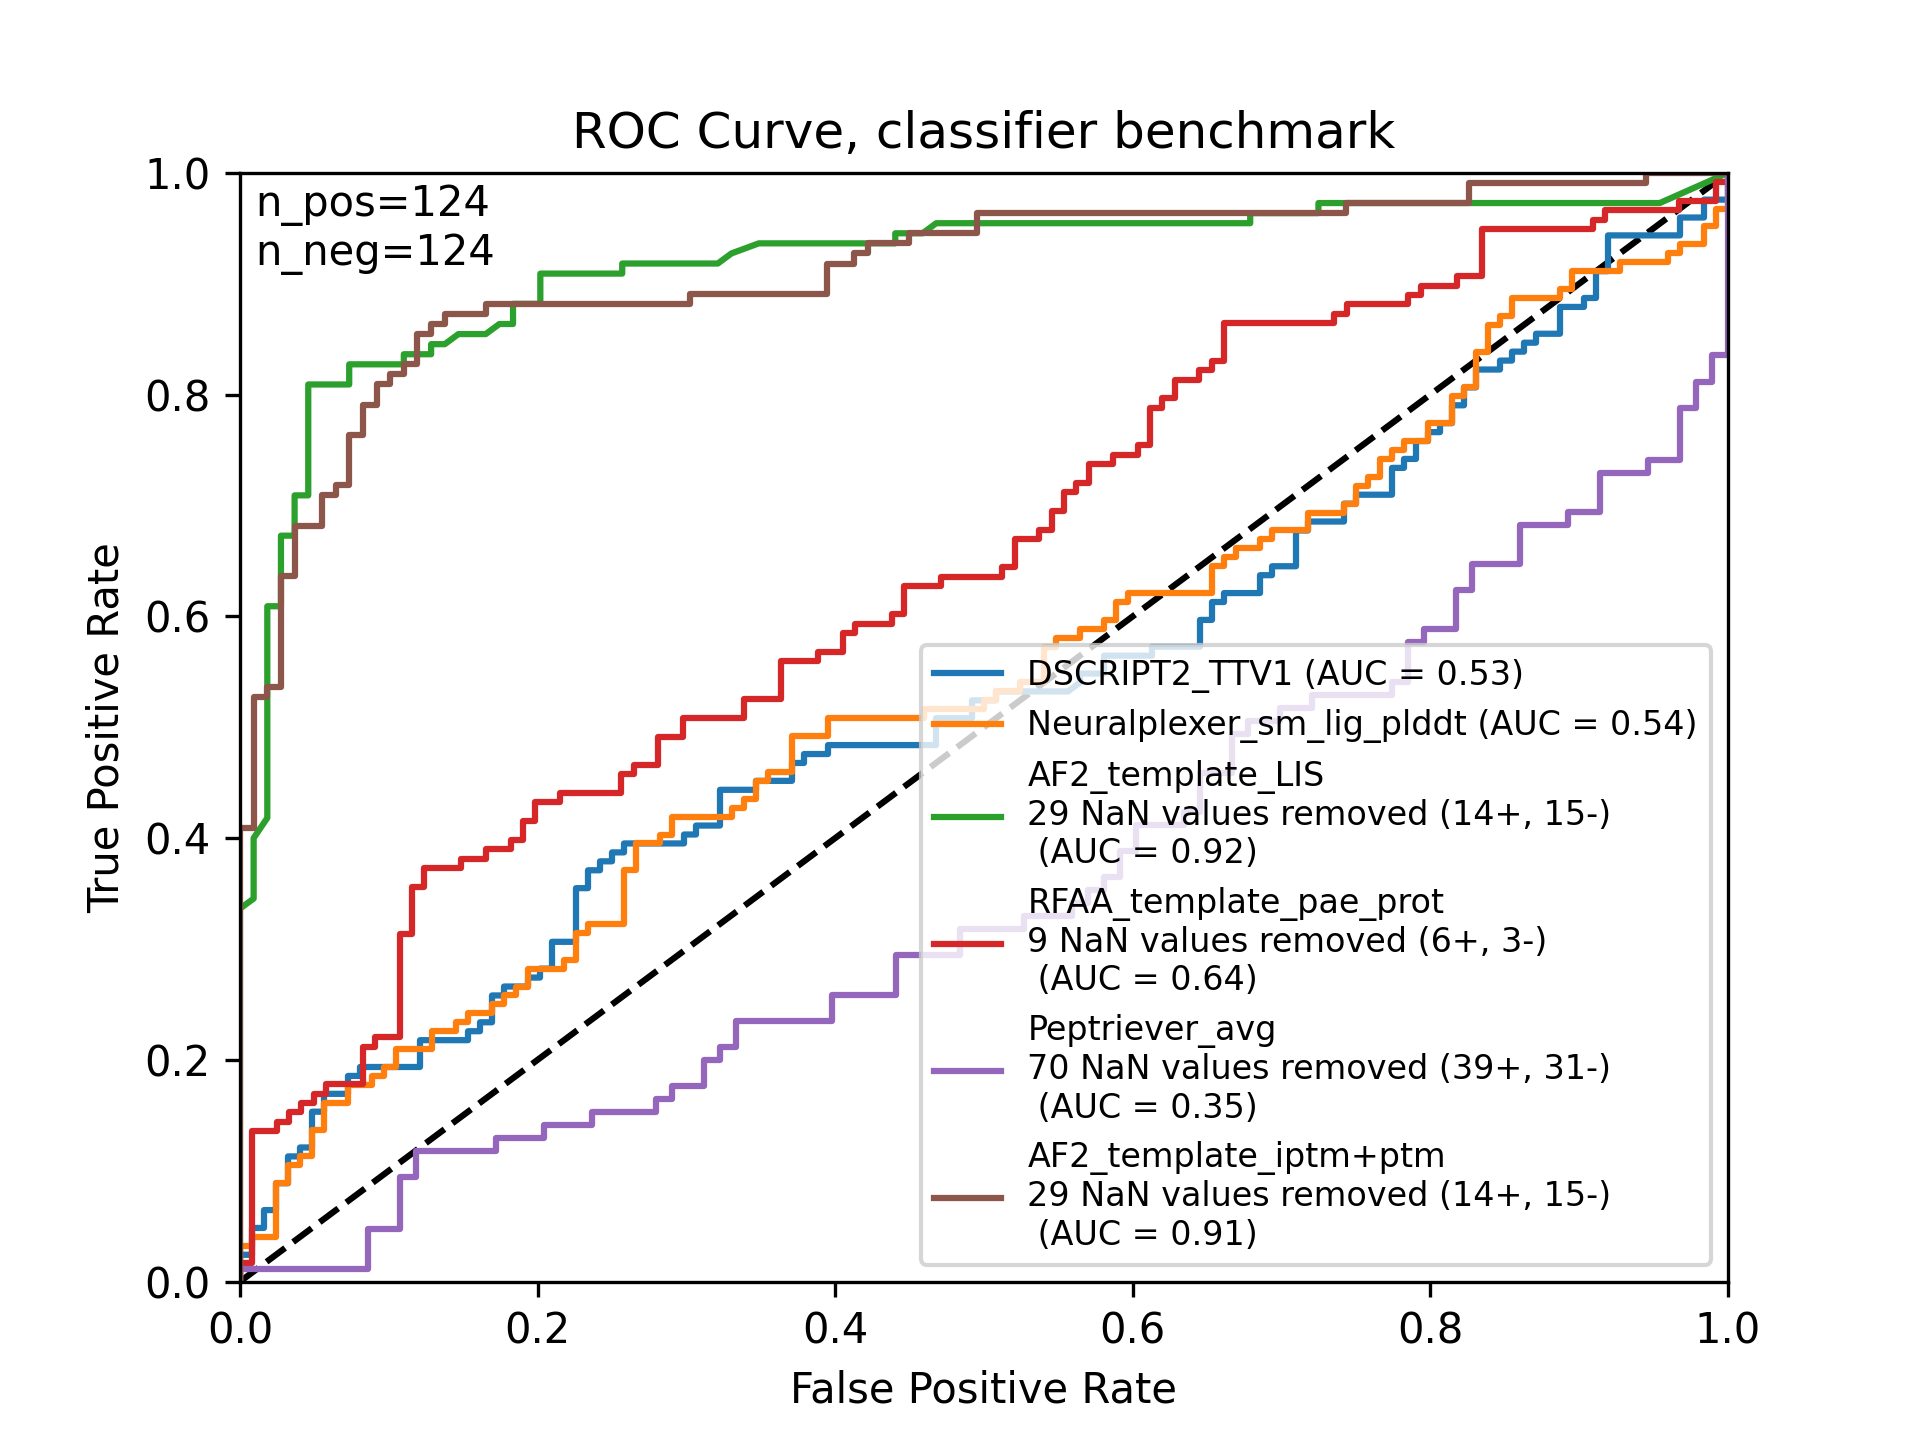 ROC Curve, classifier benchmark
n_pos=124
n_neg=124
1.0
0.8
0.6
0.4
0.2
0.0
True Positive Rate
DSCRIPT2_TTV1 (AUC = 0.53)
Neuralplexer_sm_lig_plddt (AUC = 0.54)
AF2_template_LIS
29 NaN values removed (14+, 15-)
(AUC = 0.92)
RFAA_template_pae_prot
9 NaN values removed (6+, 3-)
(AUC = 0.64)
Peptriever_avg
70 NaN values removed (39+, 31-)
(AUC = 0.35)
AF2_template_iptm+ptm
29 NaN values removed (14+, 15-)
(AUC = 0.91)
0.0 0.2 0.4 0.6 0.8 1.0
False Positive Rate